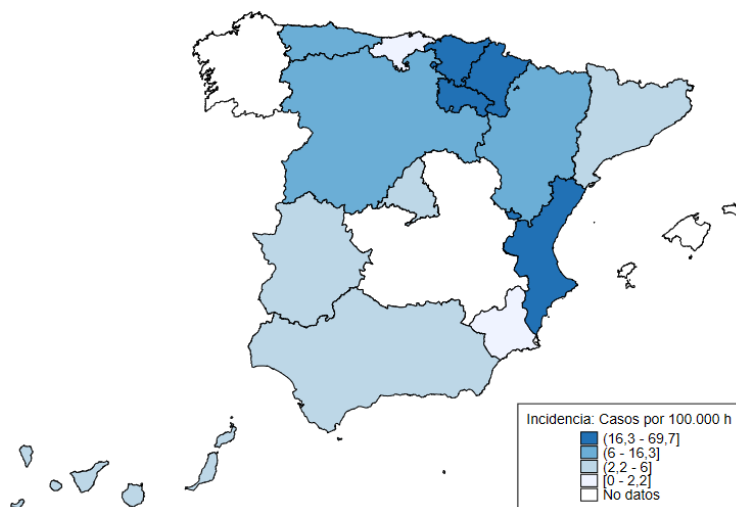 Incidencia: Casos por 100.000 h
(16,3 - 69,7]
(6 - 16,3]
(2,2 - 6]
[0 - 2,2]
No datos